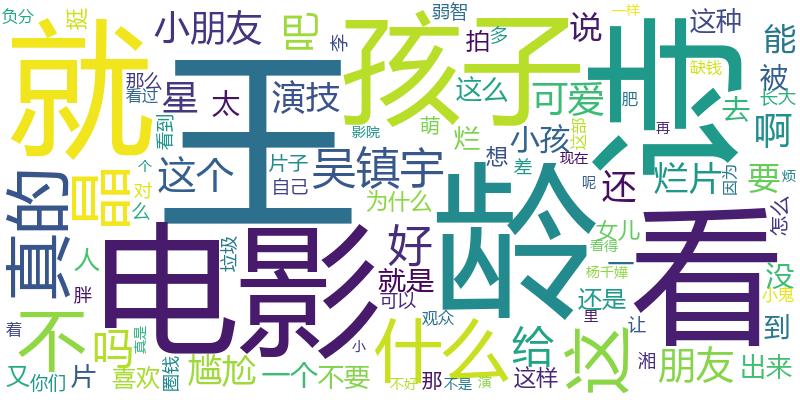 负分
挺
小朋友
吧
李
弱智
拍
多
说
这种
一样
能
就
王
孩子
诗
缺钱
被
那么
看过
星
太
演技
这么
可爱
去
肥
长大
啊
看到
影院
萌
烂
小孩
这部
再
真的
噐
这个
片子
自己
吴镇宇
想
差
现在
还
烂片
因为
要
烦
个
对
么
为什么
呢
怎么
龄
女儿
看得
看
人
垃圾
电影
好
就是
可以
一
杨千嬅
还是
里
没
小鬼
胖
着
不
吗
真是
观众
什么
给
这
让
到
湘
小
朋友
出来
又
你们
片
喜欢
圈钱
尴尬
一个
不要
不好
那
不是
演
这样